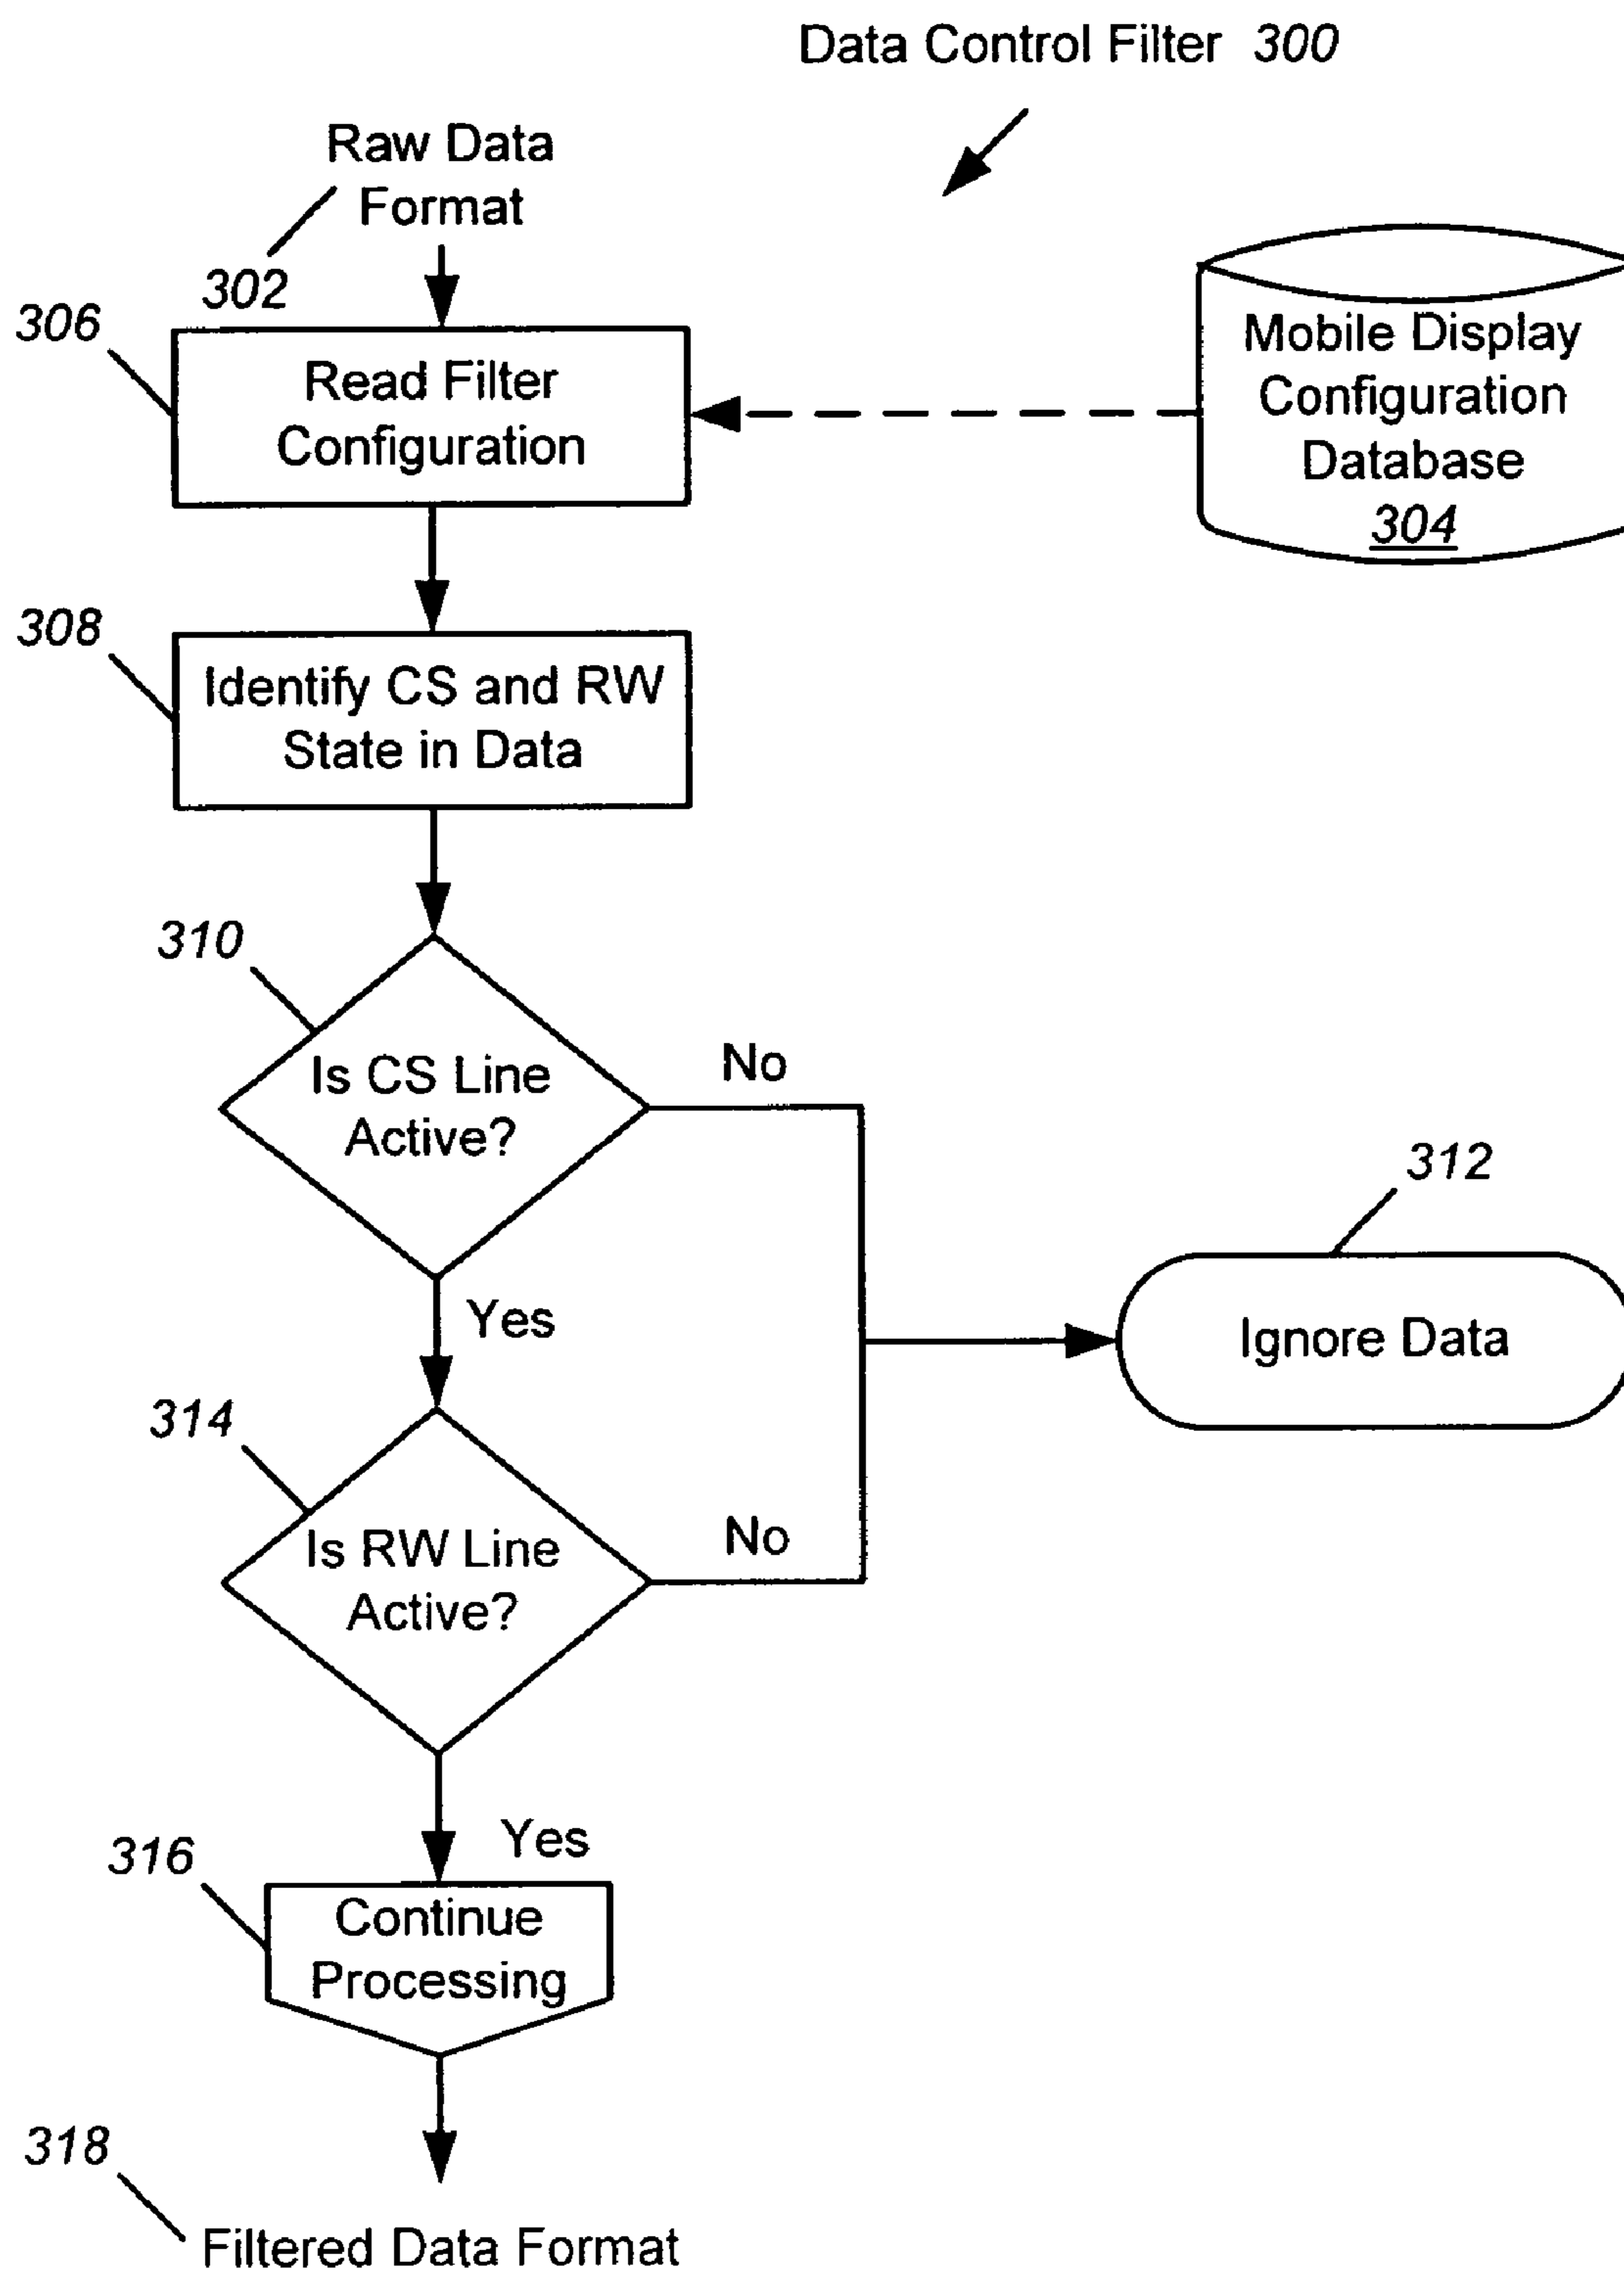 Data Control Filter 300
Raw Data
Format
302
306
Read Filter
Configuration
Mobile Display
Configuration
Database
304
308
Identify CS and RW
State in Data
310
Is CS Line
Active?
No
312
Ignore Data
Yes
314
Is RW Line
Active?
No
Yes
316
Continue
Processing
318
Filtered Data Format